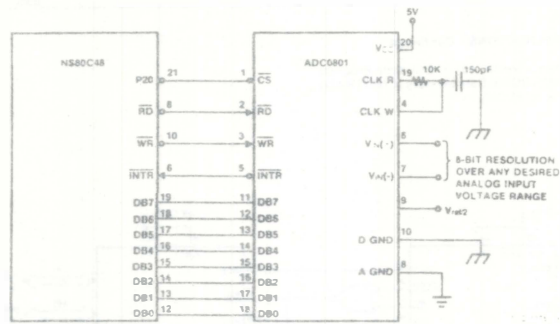 5V
NS80C48
ADC0801
20
P20 21 1 CS
CLK R 19 10K 150pF
RD 8 2 RD
CLK W 4
WR 10 3 WR
6
INTR 6 5 INTR
7
8-BIT RESOLUTION
OVER ANY DESIRED
ANALOG INPUT
VOLTAGE RANGE
DB7 19 11 DB7
DB6 18 12 DB6
9 Vref/2
DB5 17 13 DB5
DB4 16 14 DB4
D GND 10
DB3 15 15 DB3
DB2 14 16 DB2
A GND 8
DB1 13 17 DB1
DB0 12 18 DB0